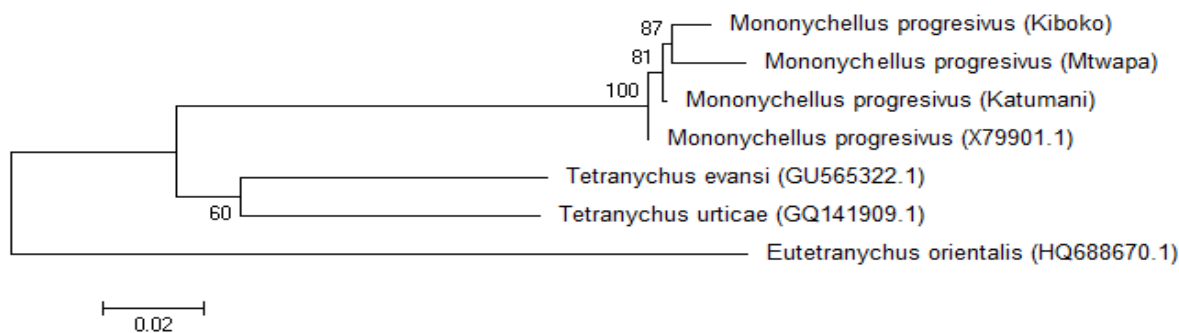 87
Mononychellus progresivus (Kiboko)
81
Mononychellus progresivus (Mtwapa)
100
Mononychellus progresivus (Katumani)
Mononychellus progresivus (X79901.1)
Tetranychus evansi (GU565322.1)
60
Tetranychus urticae (GQ141909.1)
Eutetranychus orientalis (HQ688670.1)
0.02